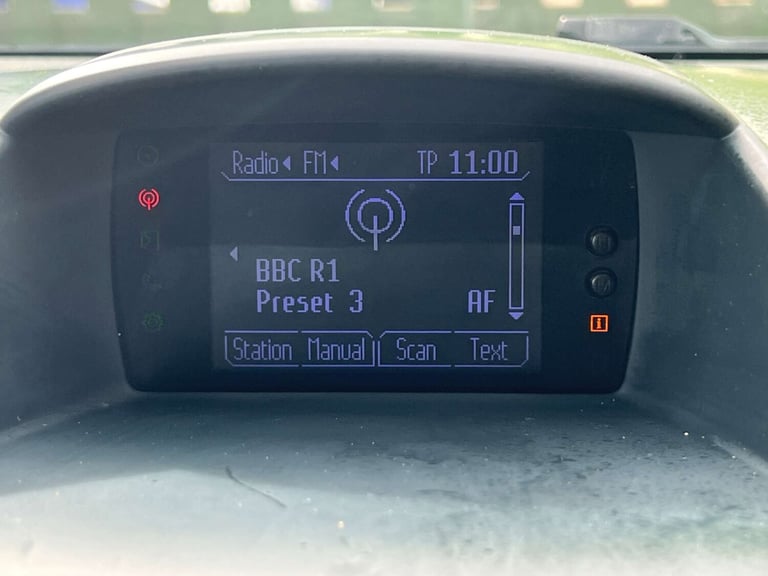 Radio FM TP 11:00
BBC R1
Preset 3 AF
Station Manual Scan Text
i